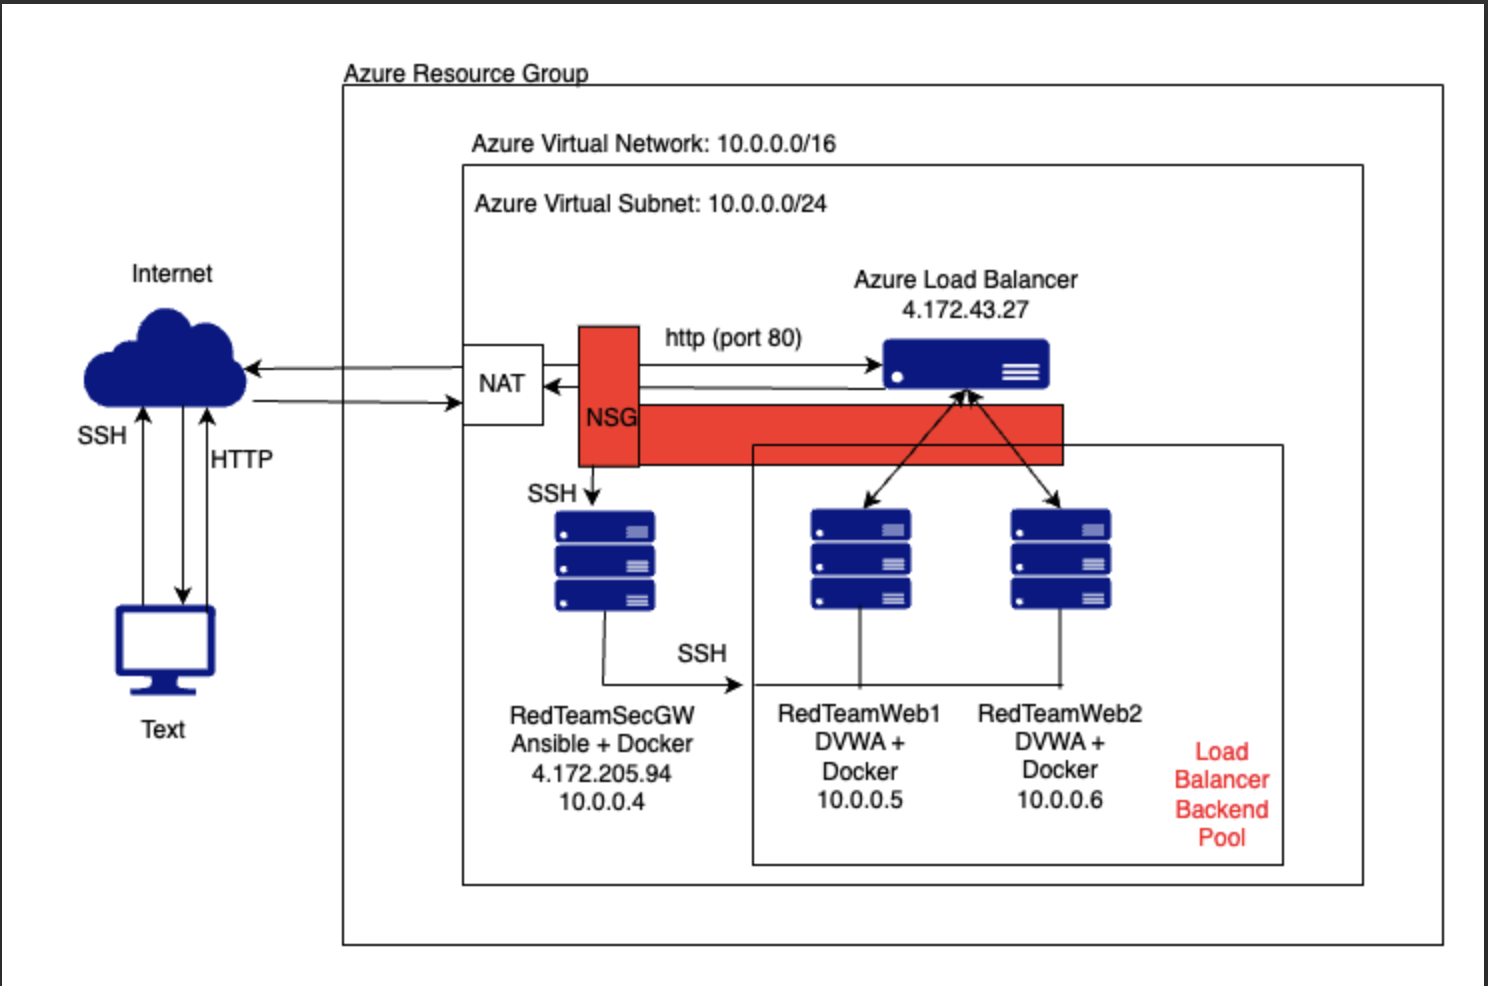 Azure Resource Group
Azure Virtual Network: 10.0.0.0/16
Azure Virtual Subnet: 10.0.0.0/24
Internet
Azure Load Balancer
4.172.43.27
http (port 80)
NAT
NSG
SSH
HTTP
SSH
SSH
Text
RedTeamSecGW
Ansible + Docker
4.172.205.94
10.0.0.4
RedTeamWeb1
DVWA +
Docker
10.0.0.5
RedTeamWeb2
DVWA +
Docker
10.0.0.6
Load
Balancer
Backend
Pool